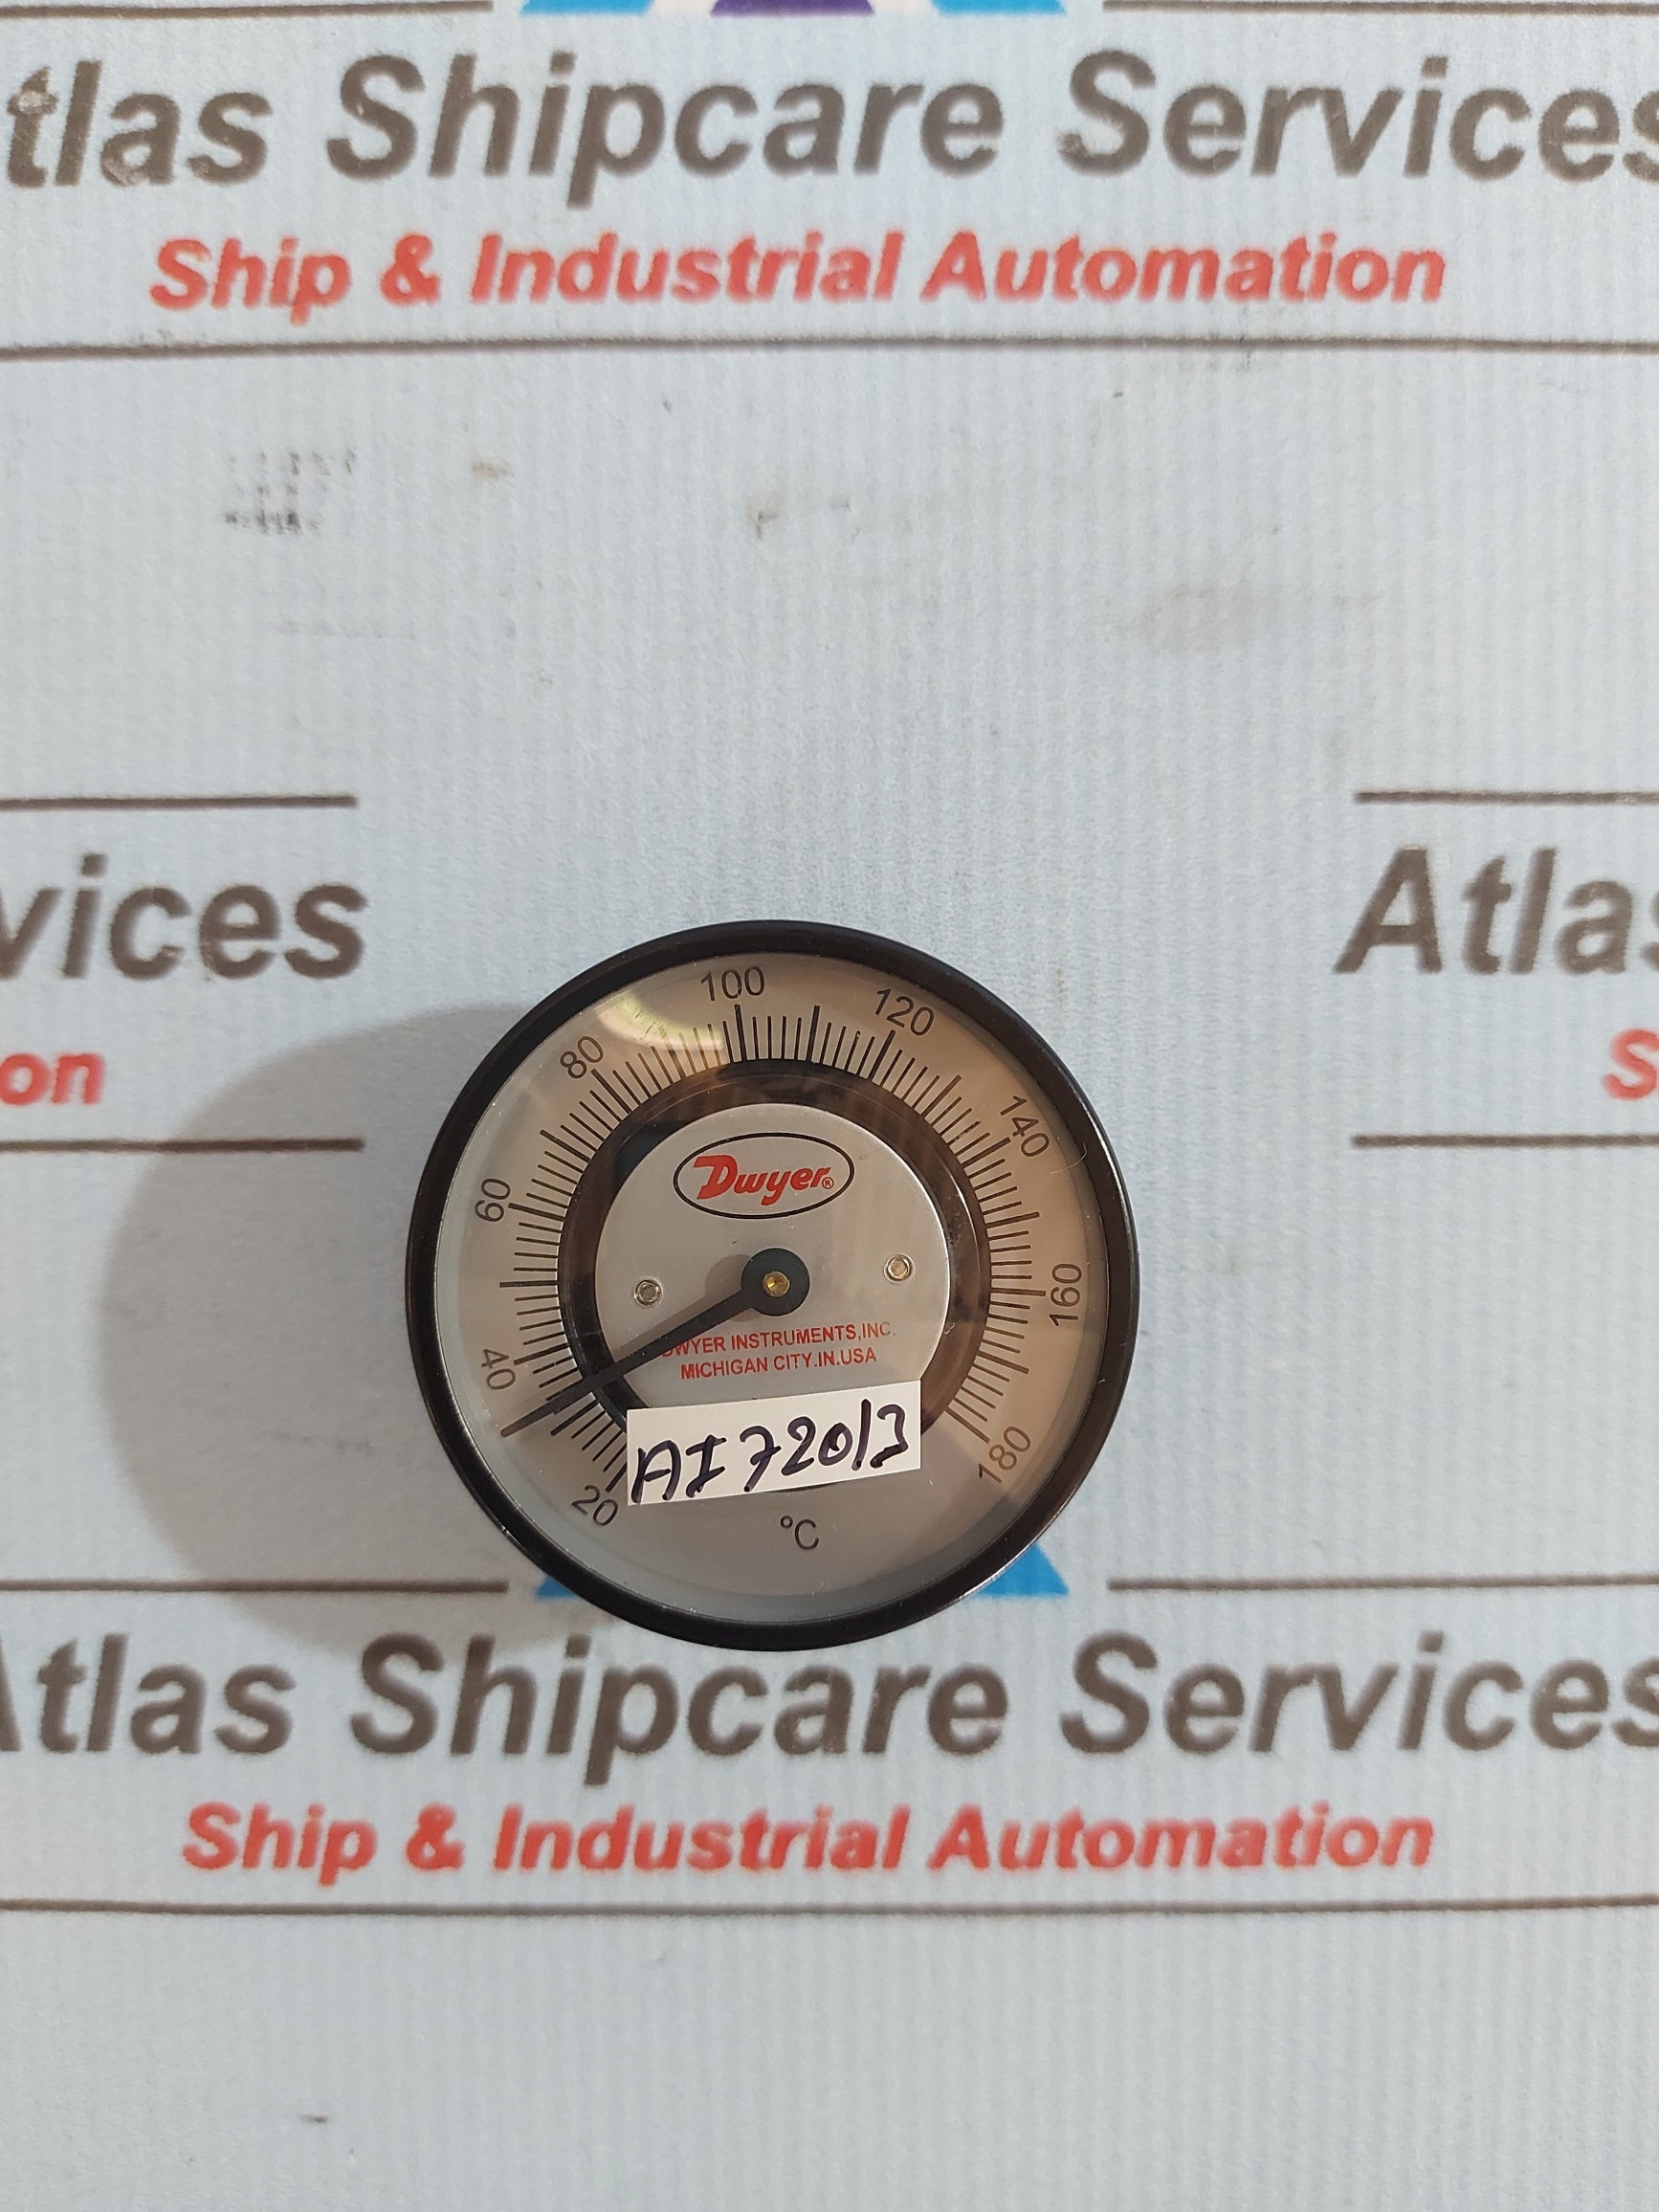 tlas Shipcare Services
Ship & Industrial Automation
vices
Atlas
on
S
100
120
80
140
60
160
40
180
20
Dwyer®
DWYER INSTRUMENTS,INC.
MICHIGAN CITY.IN.USA
AI72013
°C
Atlas Shipcare Services
Ship & Industrial Automation